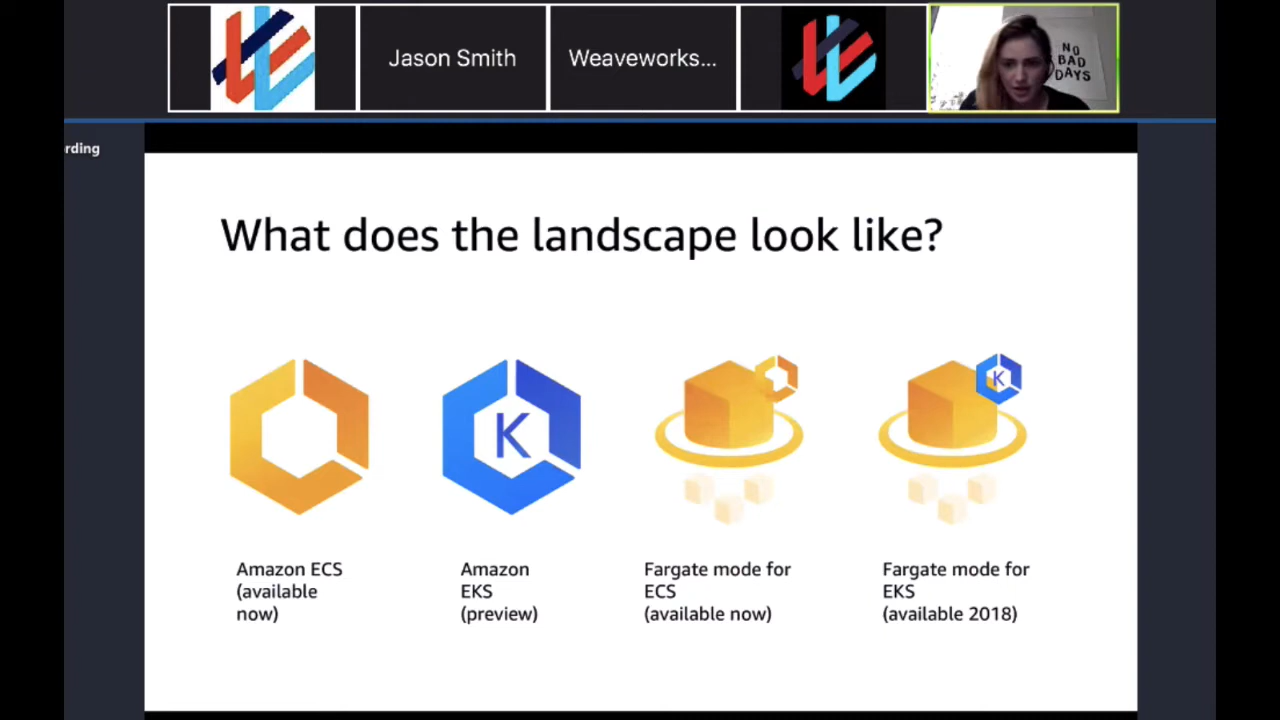 Jason Smith
Weaveworks...
NO
BAD
DAYS
rding
What does the landscape look like?
K
K
Amazon ECS
(available
now)
Amazon
EKS
(preview)
Fargate mode for
ECS
(available now)
Fargate mode for
EKS
(available 2018)